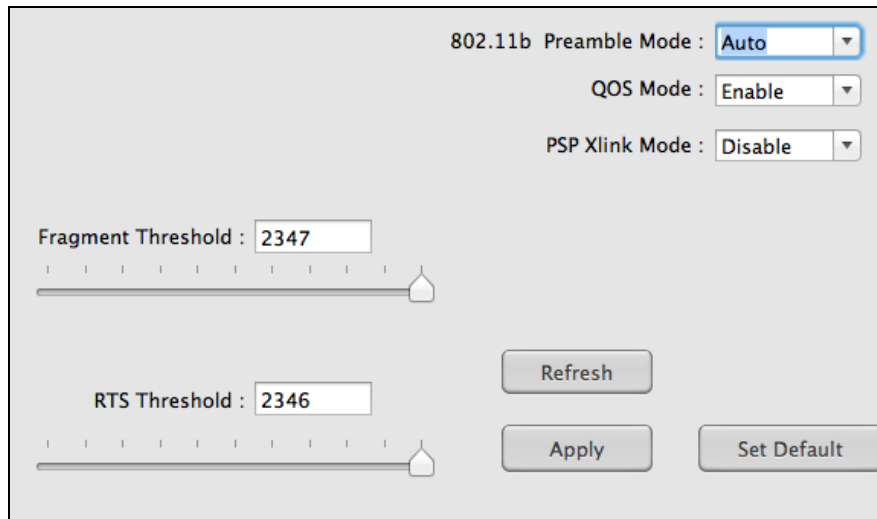 802.11b Preamble Mode : Auto
QOS Mode : Enable
PSP Xlink Mode : Disable
Fragment Threshold : 2347
Refresh
RTS Threshold : 2346
Apply Set Default